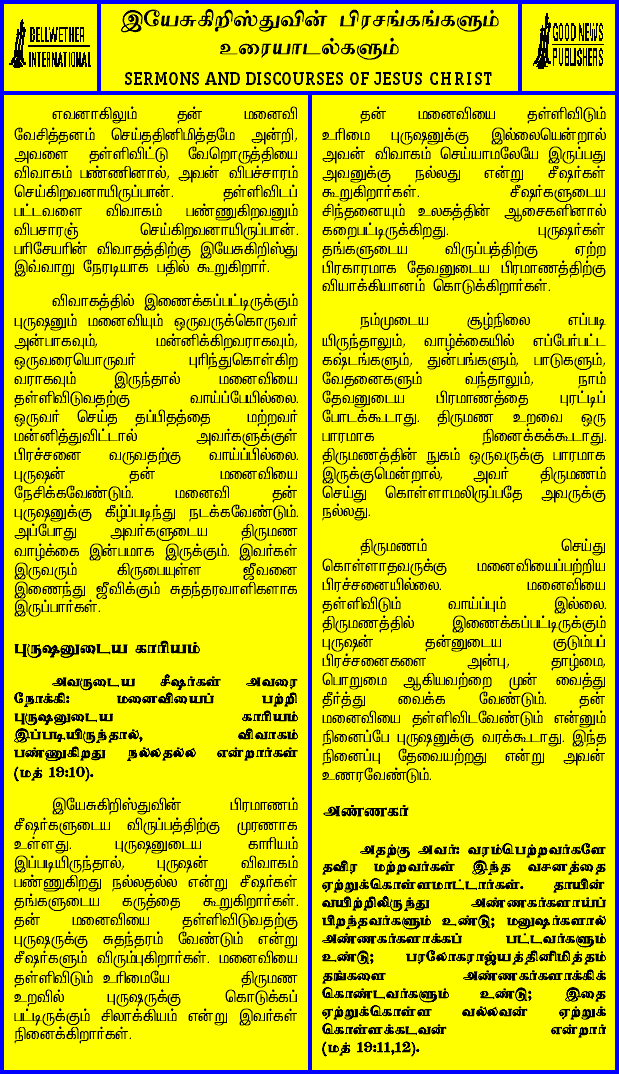 BELLWETHER
INTERNATIONAL
இயேசுகிறிஸ்துவின் பிரசங்கங்களும்
உரையாடல்களும்
SERMONS AND DISCOURSES OF JESUS CHRIST
GOOD NEWS
PUBLISHERS
எவனாகிலும் தன் மனைவி
வேசித்தனம் செய்ததினிமித்தமே அன்றி,
அவளை தள்ளிவிட்டு வேறொருத்தியை
விவாகம் பண்ணினால், அவன் விபச்சாரம்
செய்கிறவனாயிருப்பான். தள்ளிவிடப்
பட்டவளை விவாகம் பண்ணுகிறவனும்
விபசாரஞ் செய்கிறவனாயிருப்பான்.
பரிசேயரின் விவாதத்திற்கு இயேசுகிறிஸ்து
இவ்வாறு நேரடியாக பதில் கூறுகிறார்.
விவாகத்தில் இணைக்கப்பட்டிருக்கும்
புருஷனும் மனைவியும் ஒருவருக்கொருவர்
அன்பாகவும், மன்னிக்கிறவராகவும்,
ஒருவரையொருவர் புரிந்துகொள்கிற
வராகவும் இருந்தால் மனைவியை
தள்ளிவிடுவதற்கு வாய்ப்பேயில்லை.
ஒருவர் செய்த தப்பிதத்தை மற்றவர்
மன்னித்துவிட்டால் அவர்களுக்குள்
பிரச்சனை வருவதற்கு வாய்ப்பில்லை.
புருஷன் தன் மனைவியை
நேசிக்கவேண்டும். மனைவி தன்
புருஷனுக்கு கீழ்ப்படிந்து நடக்கவேண்டும்.
அப்போது அவர்களுடைய திருமண
வாழ்க்கை இன்பமாக இருக்கும். இவர்கள்
இருவரும் கிருபையுள்ள ஜீவனை
இணைந்து ஜீவிக்கும் சுதந்தரவாளிகளாக
இருப்பார்கள்.
புருஷனுடைய காரியம்
அவருடைய சீஷர்கள் அவரை
நோக்கி: மனைவியைப் பற்றி
புருஷனுடைய காரியம்
இப்படியிருந்தால், விவாகம்
பண்ணுகிறது நல்லதல்ல என்றார்கள்
(மத் 19:10).
இயேசுகிறிஸ்துவின் பிரமாணம்
சீஷர்களுடைய விருப்பத்திற்கு முரணாக
உள்ளது. புருஷனுடைய காரியம்
இப்படியிருந்தால், புருஷன் விவாகம்
பண்ணுகிறது நல்லதல்ல என்று சீஷர்கள்
தங்களுடைய கருத்தை கூறுகிறார்கள்.
தன் மனைவியை தள்ளிவிடுவதற்கு
புருஷருக்கு சுதந்தரம் வேண்டும் என்று
சீஷர்களும் விரும்புகிறார்கள். மனைவியை
தள்ளிவிடும் உரிமையே திருமண
உறவில் புருஷருக்கு கொடுக்கப்
பட்டிருக்கும் சிலாக்கியம் என்று இவர்கள்
நினைக்கிறார்கள்.
தன் மனைவியை தள்ளிவிடும்
உரிமை புருஷனுக்கு இல்லையென்றால்
அவன் விவாகம் செய்யாமலேயே இருப்பது
அவனுக்கு நல்லது என்று சீஷர்கள்
கூறுகிறார்கள். சீஷர்களுடைய
சிந்தனையும் உலகத்தின் ஆசைகளினால்
கறைபட்டிருக்கிறது. புருஷர்கள்
தங்களுடைய விருப்பத்திற்கு ஏற்ற
பிரகாரமாக தேவனுடைய பிரமாணத்திற்கு
வியாக்கியானம் கொடுக்கிறார்கள்.
நம்முடைய சூழ்நிலை எப்படி
யிருந்தாலும், வாழ்க்கையில் எப்பேர்பட்ட
கஷ்டங்களும், துன்பங்களும், பாடுகளும்,
வேதனைகளும் வந்தாலும், நாம்
தேவனுடைய பிரமாணத்தை புரட்டிப்
போடக்கூடாது. திருமண உறவை ஒரு
பாரமாக நினைக்கக்கூடாது.
திருமணத்தின் நுகம் ஒருவருக்கு பாரமாக
இருக்குமென்றால், அவர் திருமணம்
செய்து கொள்ளாமலிருப்பதே அவருக்கு
நல்லது.
திருமணம் செய்து
கொள்ளாதவருக்கு மனைவியைப்பற்றிய
பிரச்சனையில்லை. மனைவியை
தள்ளிவிடும் வாய்ப்பும் இல்லை.
திருமணத்தில் இணைக்கப்பட்டிருக்கும்
புருஷன் தன்னுடைய குடும்பப்
பிரச்சனைகளை அன்பு, தாழ்மை,
பொறுமை ஆகியவற்றை முன் வைத்து
தீர்த்து வைக்க வேண்டும். தன்
மனைவியை தள்ளிவிடவேண்டும் என்னும்
நினைப்பே புருஷனுக்கு வரக்கூடாது. இந்த
நினைப்பு தேவையற்றது என்று அவன்
உணரவேண்டும்.
அண்ணகர்
அதற்கு அவர்: வரம்பெற்றவர்களே
தவிர மற்றவர்கள் இந்த வசனத்தை
ஏற்றுக்கொள்ளமாட்டார்கள். தாயின்
வயிற்றிலிருந்து அண்ணகர்களாய்ப்
பிறந்தவர்களும் உண்டு; மனுஷர்களால்
அண்ணகர்களாக்கப் பட்டவர்களும்
உண்டு; பரலோகராஜ்யத்தினிமித்தம்
தங்களை அண்ணகர்களாக்கிக்
கொண்டவர்களும் உண்டு; இதை
ஏற்றுக்கொள்ள வல்லவன் ஏற்றுக்
கொள்ளக்கடவன் என்றார்
(மத் 19:11,12).